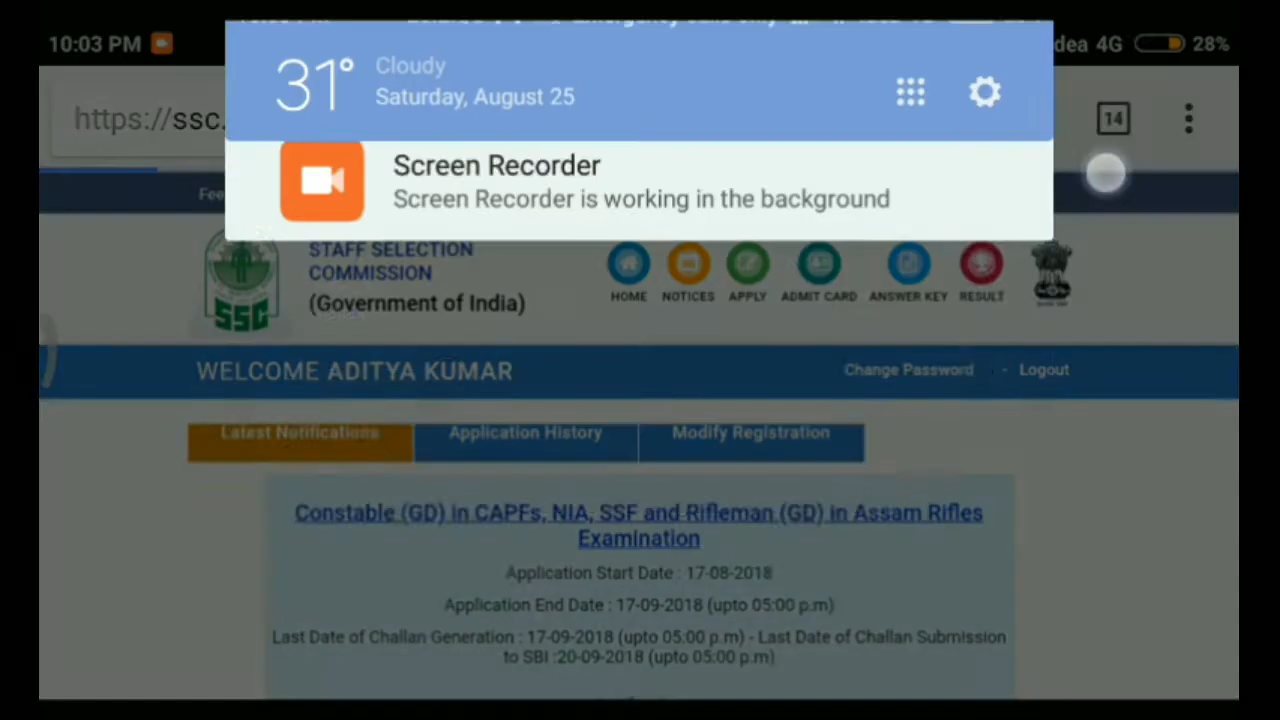 10:03 PM
dea 4G 28%
31° Cloudy
Saturday, August 25
https://ssc.
14
Screen Recorder
Screen Recorder is working in the background
Fee
STAFF SELECTION
COMMISSION
(Government of India)
SSC
HOME NOTICES APPLY ADMIT CARD ANSWER KEY RESULT
WELCOME ADITYA KUMAR
Change Password - Logout
Latest Notifications Application History Modify Registration
Constable (GD) in CAPFs, NIA, SSF and Rifleman (GD) in Assam Rifles
Examination
Application Start Date : 17-08-2018
Application End Date : 17-09-2018 (upto 05:00 p.m)
Last Date of Challan Generation : 17-09-2018 (upto 05:00 p.m) - Last Date of Challan Submission
to SBI :20-09-2018 (upto 05:00 p.m)